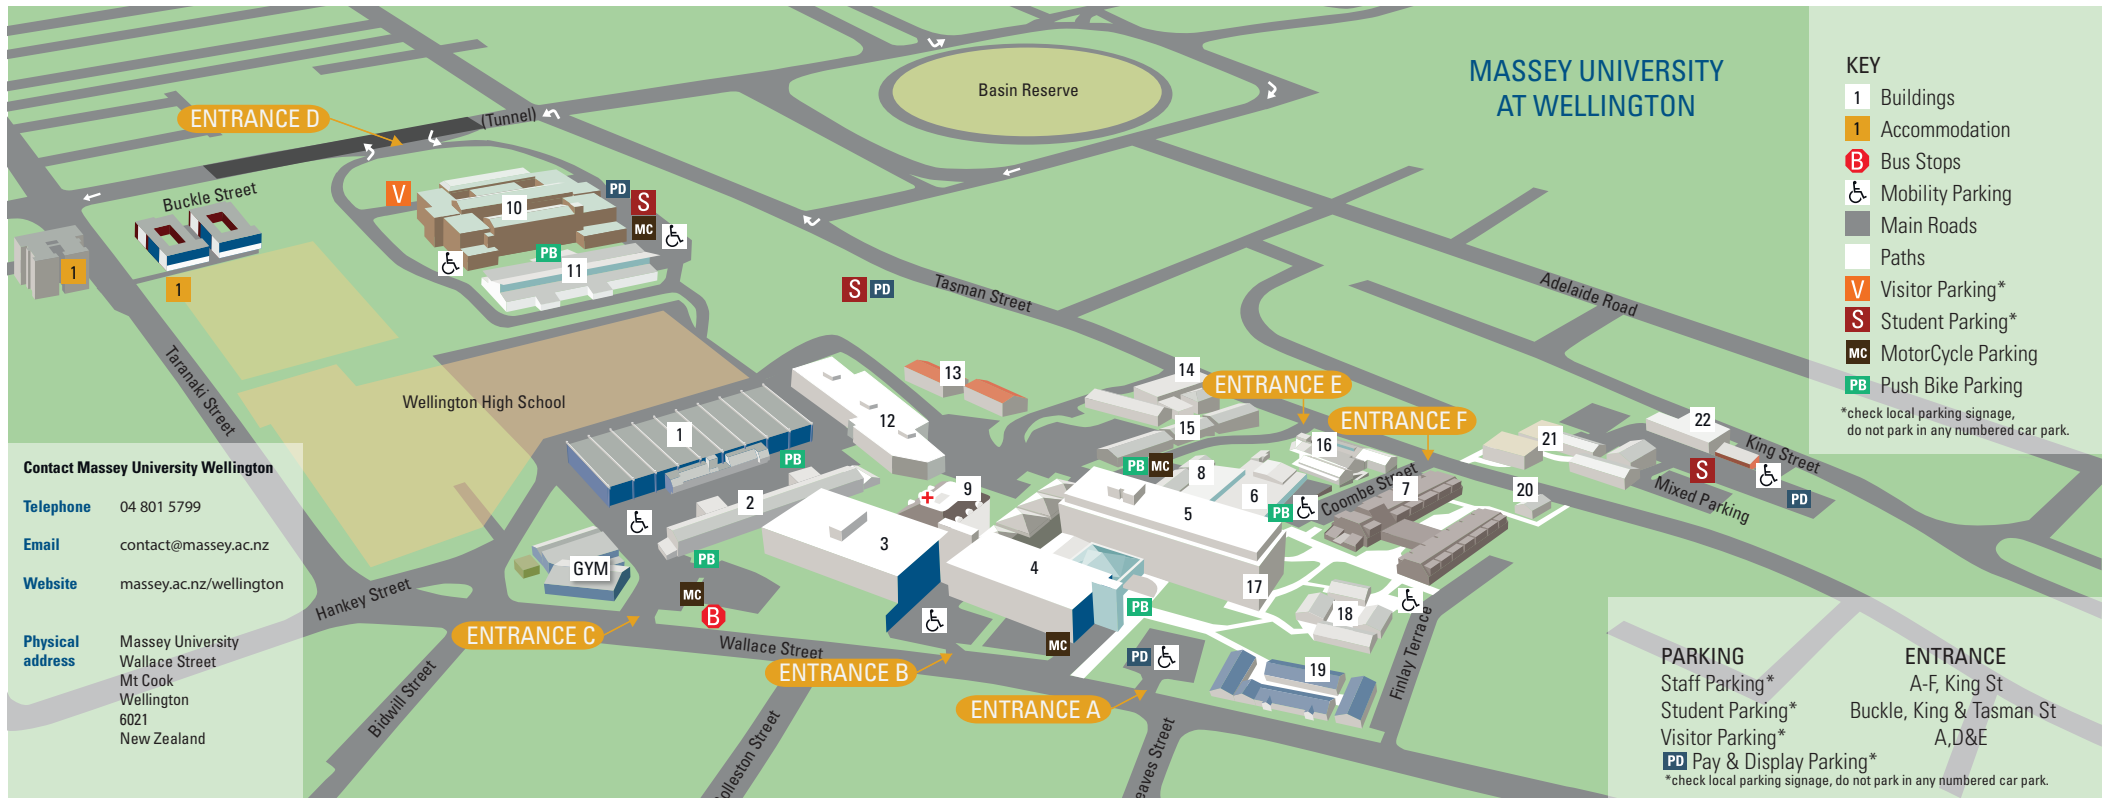 MASSEY UNIVERSITY
AT WELLINGTON
Basin Reserve
ENTRANCE D
(Tunnel)
Buckle Street
V
10
PD
S
MC
PB
11
1
1
S
PD
Tasman Street
Adelaide Road
Taranaki Street
Wellington High School
13
14
ENTRANCE E
ENTRANCE F
12
15
16
21
22
King Street
1
PB
PB
MC
8
6
7
Coombe Street
S
Mixed Parking
PD
2
9
5
PB
20
3
4
GYM
PB
MC
B
17
PB
18
Hankey Street
ENTRANCE C
Wallace Street
ENTRANCE B
MC
PD
19
Finlay Terrace
ENTRANCE A
Bidwill Street
olleston Street
eaves Street
KEY
1 Buildings
1 Accommodation
B Bus Stops
Mobility Parking
Main Roads
Paths
V Visitor Parking*
S Student Parking*
MC MotorCycle Parking
PB Push Bike Parking
*check local parking signage,
do not park in any numbered car park.
Contact Massey University Wellington
Telephone 04 801 5799
Email contact@massey.ac.nz
Website massey.ac.nz/wellington
Physical Massey University
address Wallace Street
Mt Cook
Wellington
6021
New Zealand
PARKING ENTRANCE
Staff Parking* A-F, King St
Student Parking* Buckle, King & Tasman St
Visitor Parking* A,D&E
PD Pay & Display Parking*
*check local parking signage, do not park in any numbered car park.